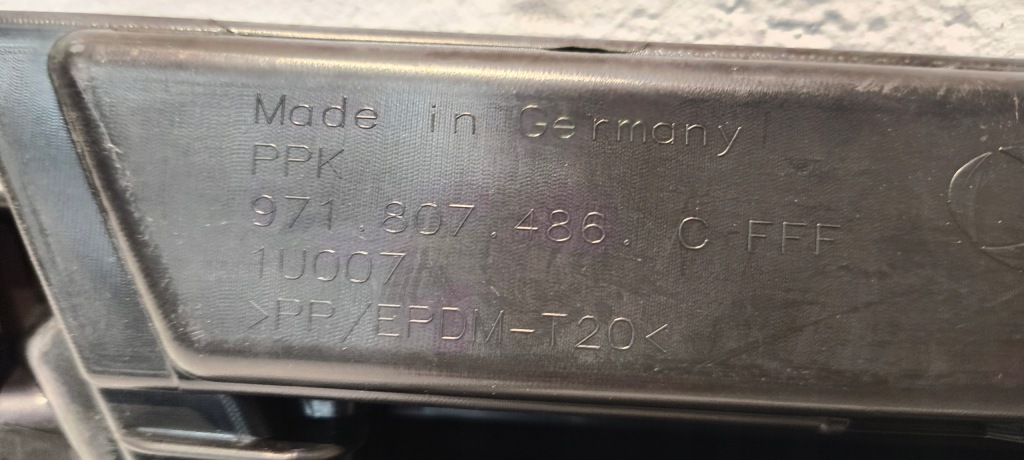 Made in Germany
PPK
971.807.486. C FFF
1U007
>PP/EPDM-T20<